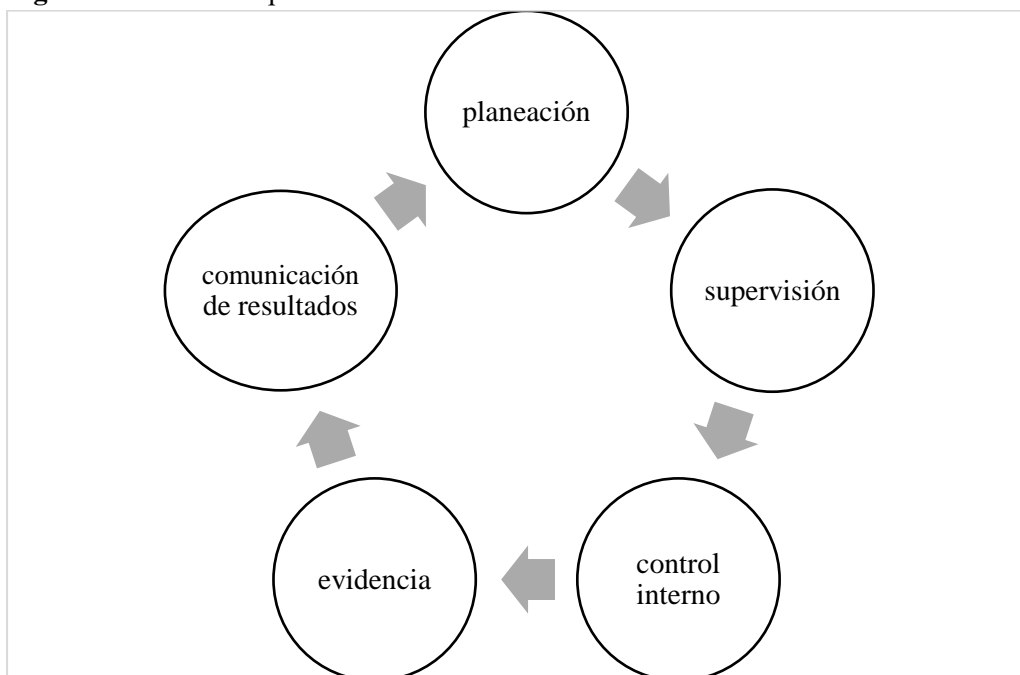 planeación
supervisión
control
interno
evidencia
comunicación
de resultados